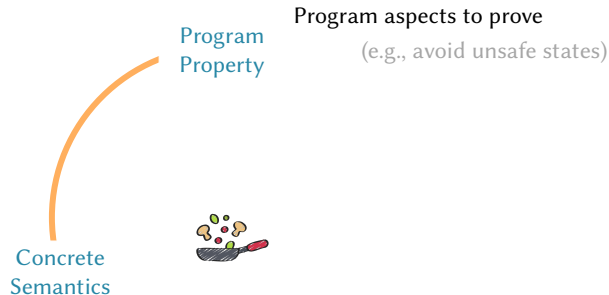 Program aspects to prove
Program
Property
(e.g., avoid unsafe states)
Concrete
Semantics